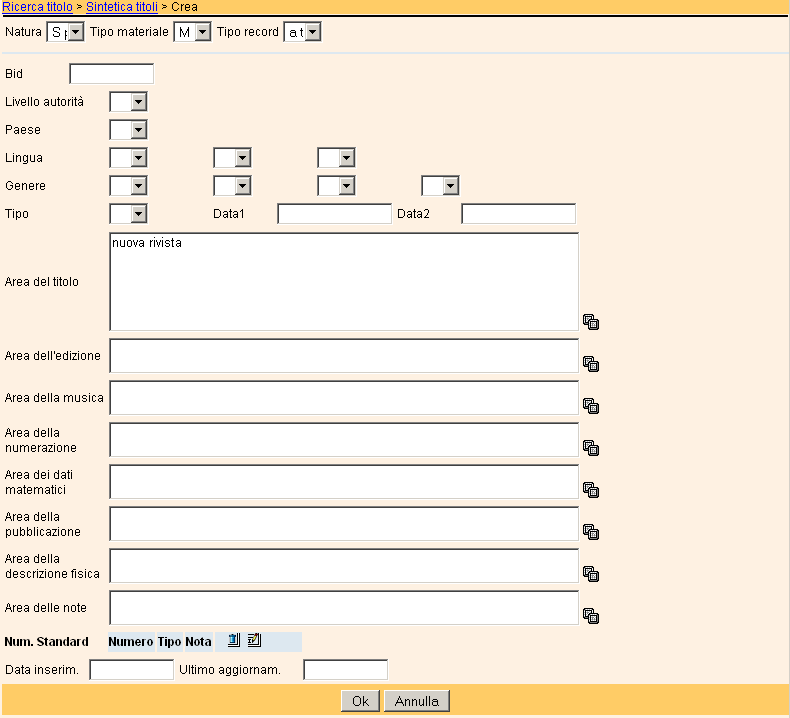 Ricerca titolo > Sintetica titoli > Crea
Natura Tipo materiale M Tipo record a t
Bid
Livello autorità
Paese
Lingua
Genere
Tipo Data1 Data2
nuova rivista
Area del titolo
Area dell'edizione
Area della musica
Area della
numerazione
Area dei dati
matematici
Area della
pubblicazione
Area della
descrizione fisica
Area delle note
Num. Standard Numero Tipo Nota
Data inserim. Ultimo aggiornam.
Ok Annulla